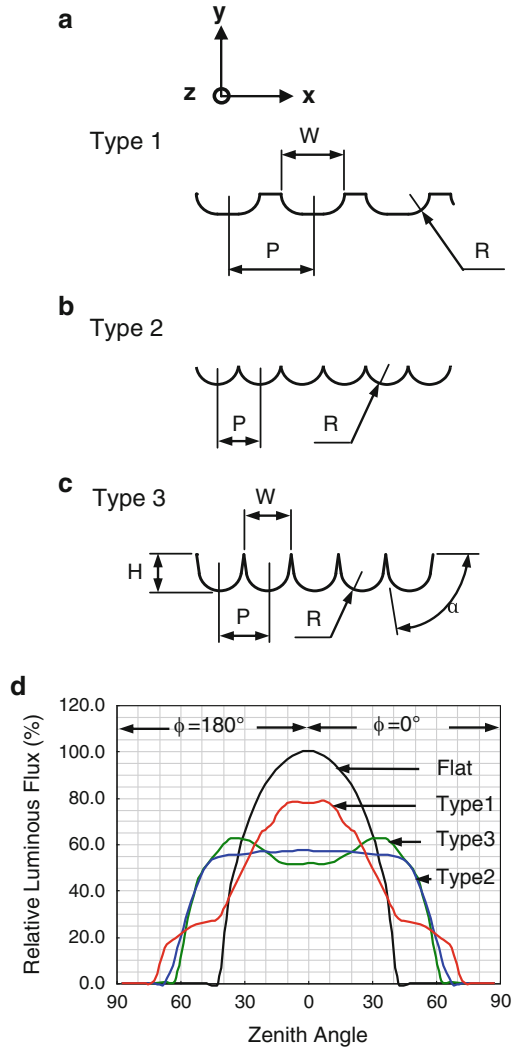 a
y
z
x
Type 1
W
P
R
b
Type 2
P
R
c
Type 3
W
H
P
R
α
d
120.0
100.0
80.0
60.0
40.0
20.0
0.0
Relative Luminous Flux (%)
ϕ=180°
ϕ=0°
Flat
Type1
Type3
Type2
90 60 30 0 30 60 90
Zenith Angle